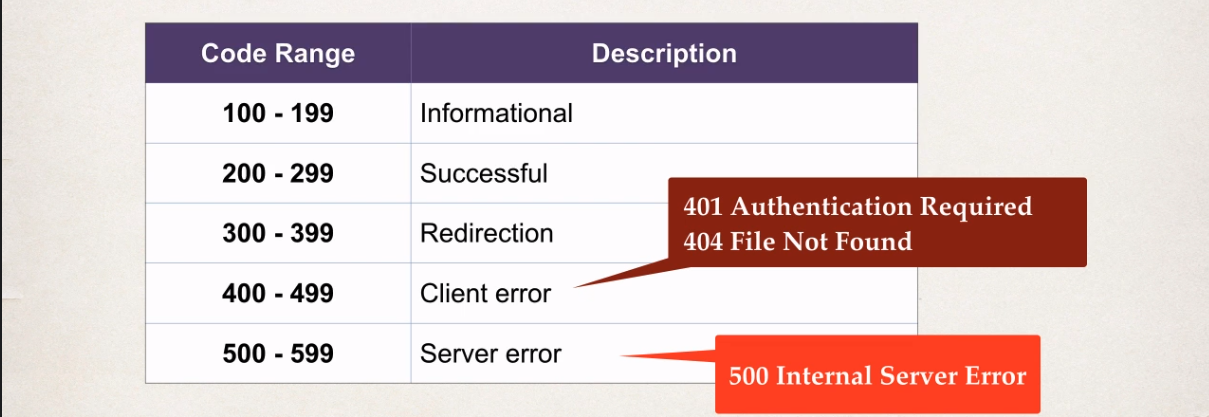 Code Range Description
100 - 199 Informational
200 - 299 Successful
401 Authentication Required
404 File Not Found
300 - 399 Redirection
400 - 499 Client error
500 - 599 Server error
500 Internal Server Error